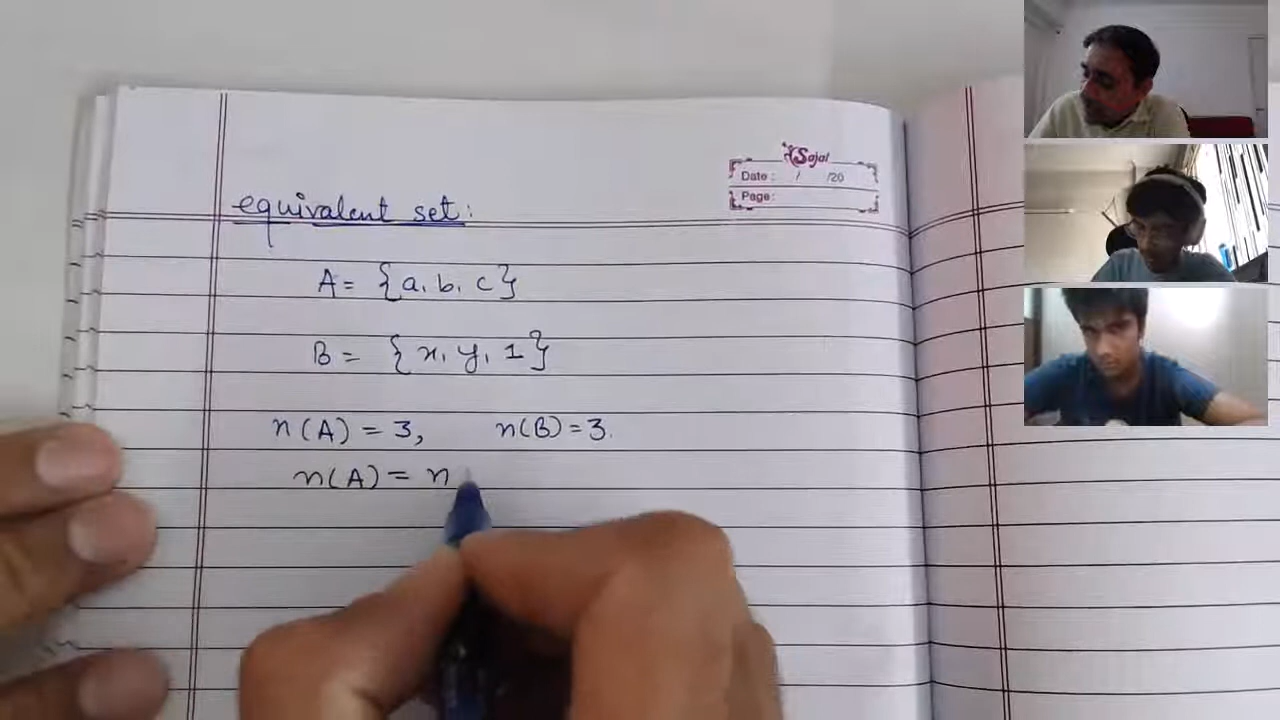 Sajal
Date : / /20
Page:
equivalent set:
A = {a, b, c}
B = {x, y, 1}
n(A) = 3, n(B) = 3.
n(A) = n